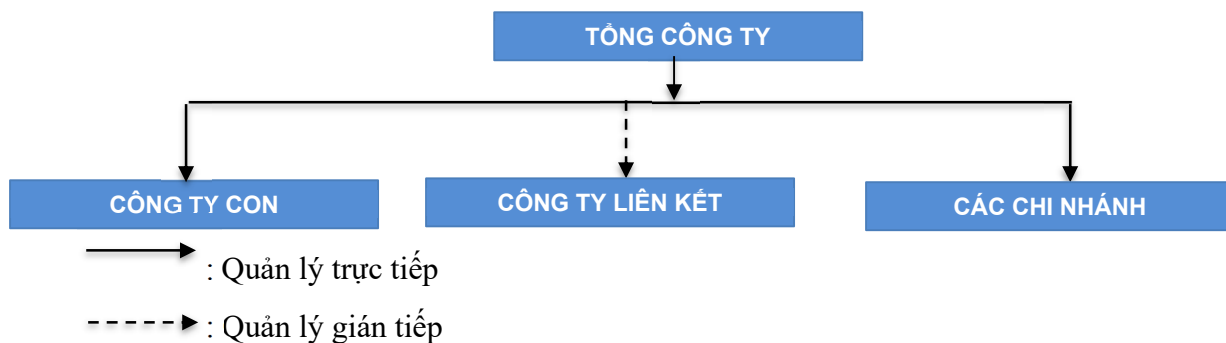 TỔNG CÔNG TY
CÔNG TY CON
CÔNG TY LIÊN KẾT
CÁC CHI NHÁNH
: Quản lý trực tiếp
: Quản lý gián tiếp